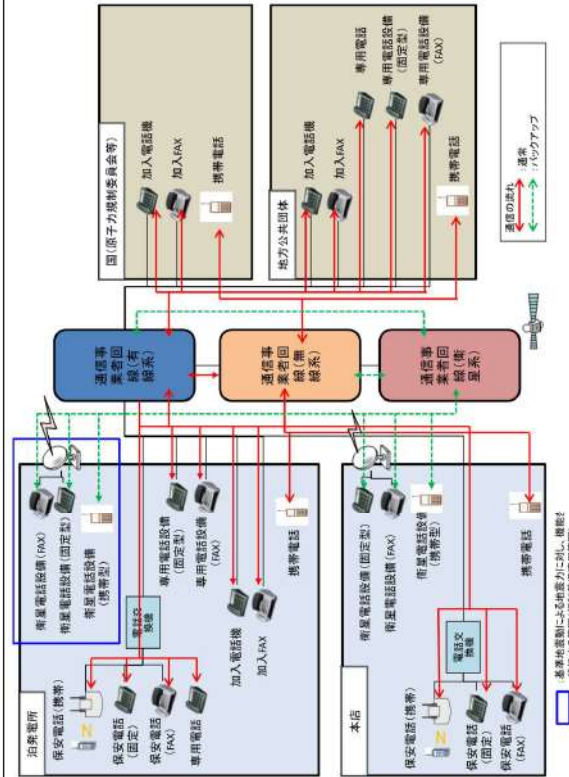 泊発電所
保安電話(携帯)
保安電話
(固定)
保安電話
(FAX)
専用電話
電話交
換機
衛星電話設備(FAX)
衛星電話設備(固定型)
衛星電話設備
(携帯型)
専用電話設備
(固定型)
専用電話設備
(FAX)
加入電話機
加入FAX
携帯電話
本店
保安電話(携帯)
保安電話
(固定)
保安電話
(FAX)
電話交
換機
衛星電話設備(固定型)
衛星電話設備(FAX)
衛星電話設備
(携帯型)
携帯電話
通信事
業者回
線(有
線系)
通信事
業者回
線(無
線系)
通信事
業者回
線(衛
星系)
国(原子力規制委員会等)
加入電話機
加入FAX
携帯電話
地方公共団体
加入電話機
加入FAX
専用電話
専用電話設備
(固定型)
専用電話設備
(FAX)
携帯電話
通信の流れ
:通常
:バックアップ
基準地震動による地震力に対し、機能を